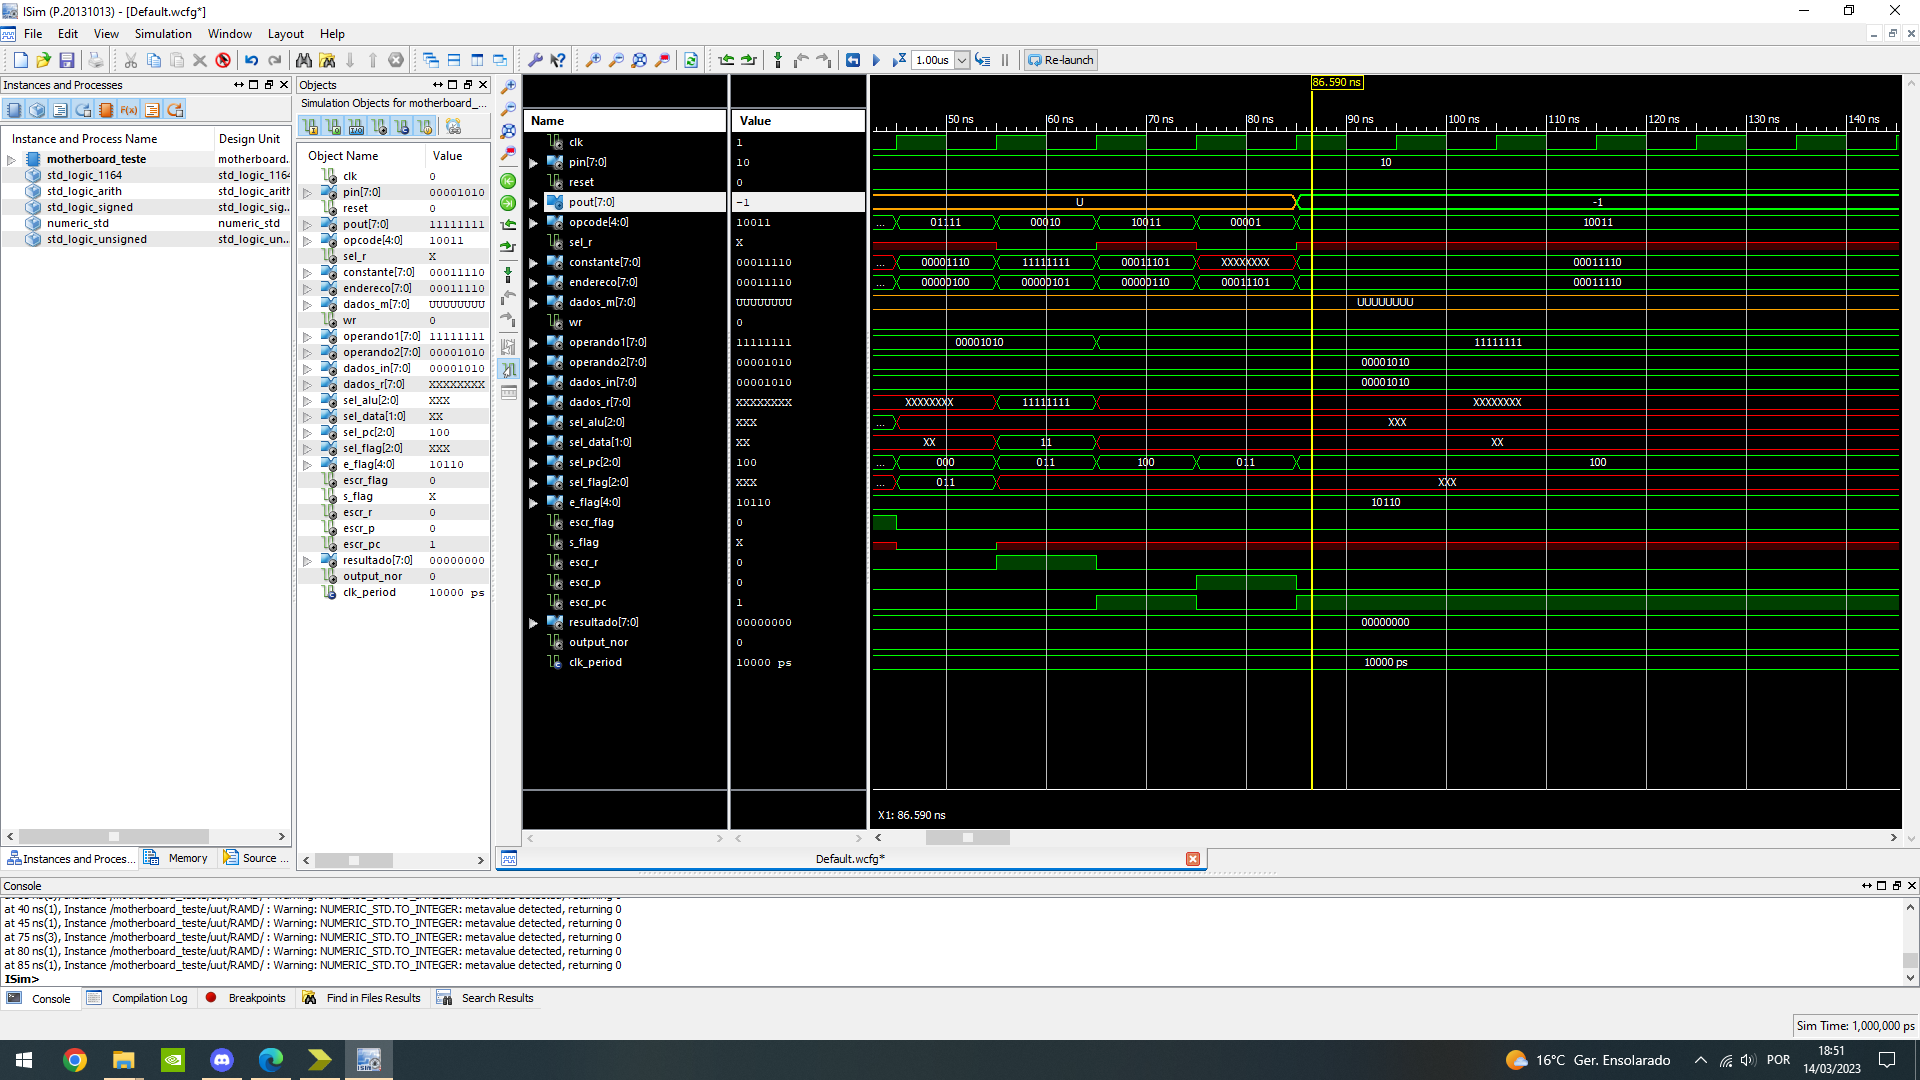 ISim (P.20131013) - [Default.wcfg*]
File Edit View Simulation Window Layout Help
1.00us Re-launch
Instances and Processes
Instance and Process Name Design Unit
motherboard_teste motherboard.
std_logic_1164 std_logic_1164
std_logic_arith std_logic_arith
std_logic_signed std_logic_sig...
numeric_std numeric_std
std_logic_unsigned std_logic_un...
Instances and Proces... Memory Source ...
Objects
Simulation Objects for motherboard_...
Object Name Value
clk 0
pin[7:0] 00001010
reset 0
pout[7:0] 11111111
opcode[4:0] 10011
sel_r X
constante[7:0] 00011110
endereco[7:0] 00011110
dados_m[7:0] UUUUUUUU
wr 0
operando1[7:0] 11111111
operando2[7:0] 00001010
dados_in[7:0] 00001010
dados_r[7:0] XXXXXXXX
sel_alu[2:0] XXX
sel_data[1:0] XX
sel_pc[2:0] 100
sel_flag[2:0] XXX
e_flag[4:0] 10110
escr_flag 0
s_flag X
escr_r 0
escr_p 0
escr_pc 1
resultado[7:0] 00000000
output_nor 0
clk_period 10000 ps
86.590 ns
Name Value 50 ns 60 ns 70 ns 80 ns 90 ns 100 ns 110 ns 120 ns 130 ns 140 ns
clk 1
pin[7:0] 10 10
reset 0
pout[7:0] -1 U -1
opcode[4:0] 10011 ... 01111 00010 10011 00001 10011
sel_r X
constante[7:0] 00011110 ... 00001110 11111111 00011101 XXXXXXXX 00011110
endereco[7:0] 00011110 ... 00000100 00000101 00000110 00011101 00011110
dados_m[7:0] UUUUUUUU UUUUUUUU
wr 0
operando1[7:0] 11111111 00001010 11111111
operando2[7:0] 00001010 00001010
dados_in[7:0] 00001010 00001010
dados_r[7:0] XXXXXXXX XXXXXXXX 11111111 XXXXXXXX
sel_alu[2:0] XXX ... XXX
sel_data[1:0] XX XX 11 XX
sel_pc[2:0] 100 ... 000 011 100 011 100
sel_flag[2:0] XXX ... 011 XXX
e_flag[4:0] 10110 10110
escr_flag 0
s_flag X
escr_r 0
escr_p 0
escr_pc 1
resultado[7:0] 00000000 00000000
output_nor 0
clk_period 10000 ps 10000 ps
X1: 86.590 ns
Default.wcfg*
Console
at 40 ns(1), Instance /motherboard_teste/uut/RAMD/ : Warning: NUMERIC_STD.TO_INTEGER: metavalue detected, returning 0
at 45 ns(1), Instance /motherboard_teste/uut/RAMD/ : Warning: NUMERIC_STD.TO_INTEGER: metavalue detected, returning 0
at 75 ns(3), Instance /motherboard_teste/uut/RAMD/ : Warning: NUMERIC_STD.TO_INTEGER: metavalue detected, returning 0
at 80 ns(1), Instance /motherboard_teste/uut/RAMD/ : Warning: NUMERIC_STD.TO_INTEGER: metavalue detected, returning 0
at 85 ns(1), Instance /motherboard_teste/uut/RAMD/ : Warning: NUMERIC_STD.TO_INTEGER: metavalue detected, returning 0
ISim>
Console Compilation Log Breakpoints Find in Files Results Search Results
Sim Time: 1,000,000 ps
16°C Ger. Ensolarado POR 18:51
14/03/2023